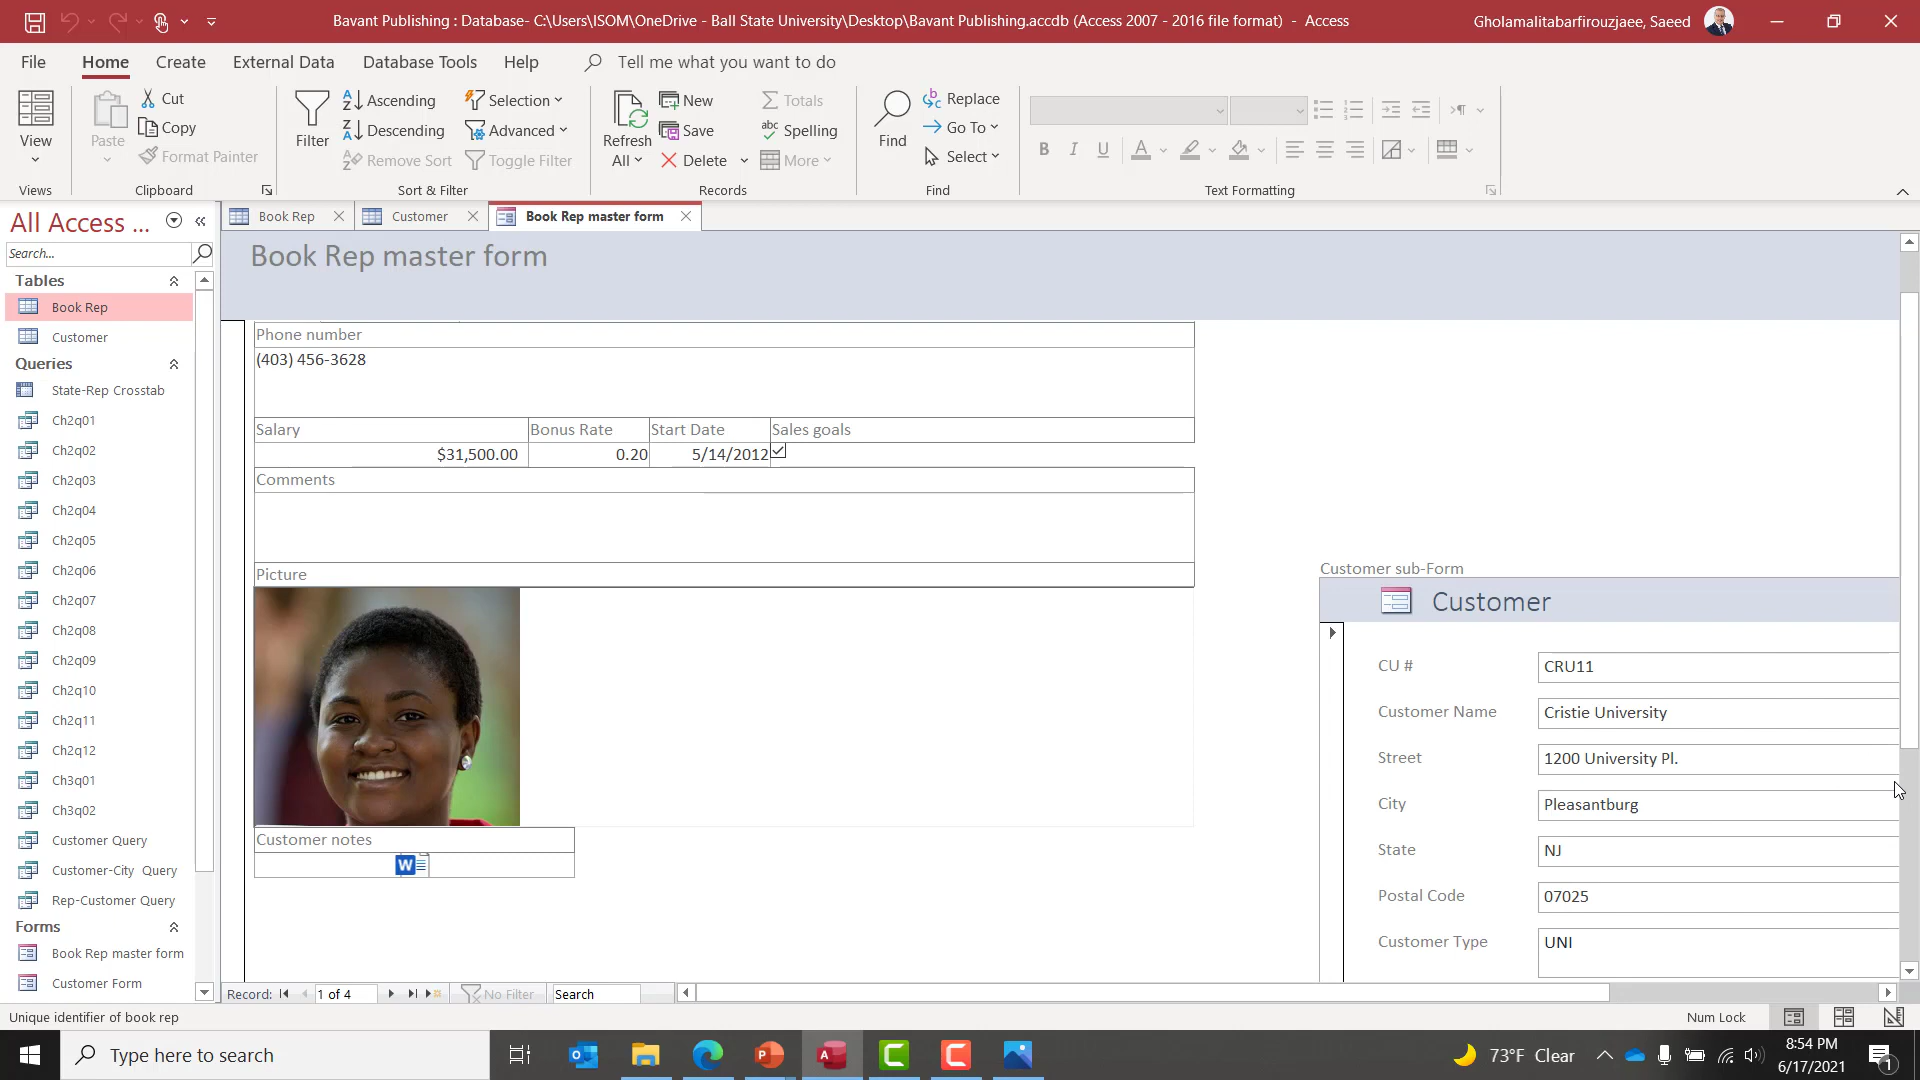 Bavant Publishing : Database- C:\Users\ISOM\OneDrive - Ball State University\Desktop\Bavant Publishing.accdb (Access 2007 - 2016 file format) - Access
Gholamalitabarfirouzjaee, Saeed
File Home Create External Data Database Tools Help Tell me what you want to do
View
Views
Paste
Cut
Copy
Format Painter
Clipboard
Filter
Ascending
Descending
Remove Sort
Selection
Advanced
Toggle Filter
Sort & Filter
Refresh
All
New
Save
Delete
Totals
Spelling
More
Records
Find
Replace
Go To
Select
Find
B I U A
Text Formatting
All Access ...
Search...
Tables
Book Rep
Customer
Queries
State-Rep Crosstab
Ch2q01
Ch2q02
Ch2q03
Ch2q04
Ch2q05
Ch2q06
Ch2q07
Ch2q08
Ch2q09
Ch2q10
Ch2q11
Ch2q12
Ch3q01
Ch3q02
Customer Query
Customer-City Query
Rep-Customer Query
Forms
Book Rep master form
Customer Form
Book Rep Customer Book Rep master form
Book Rep master form
Phone number
(403) 456-3628
Salary Bonus Rate Start Date Sales goals
$31,500.00 0.20 5/14/2012
Comments
Picture
Customer notes
W
Customer sub-Form
Customer
CU # CRU11
Customer Name Cristie University
Street 1200 University Pl.
City Pleasantburg
State NJ
Postal Code 07025
Customer Type UNI
Record: 1 of 4 No Filter Search
Unique identifier of book rep
Num Lock
Type here to search
73°F Clear
8:54 PM
6/17/2021
1